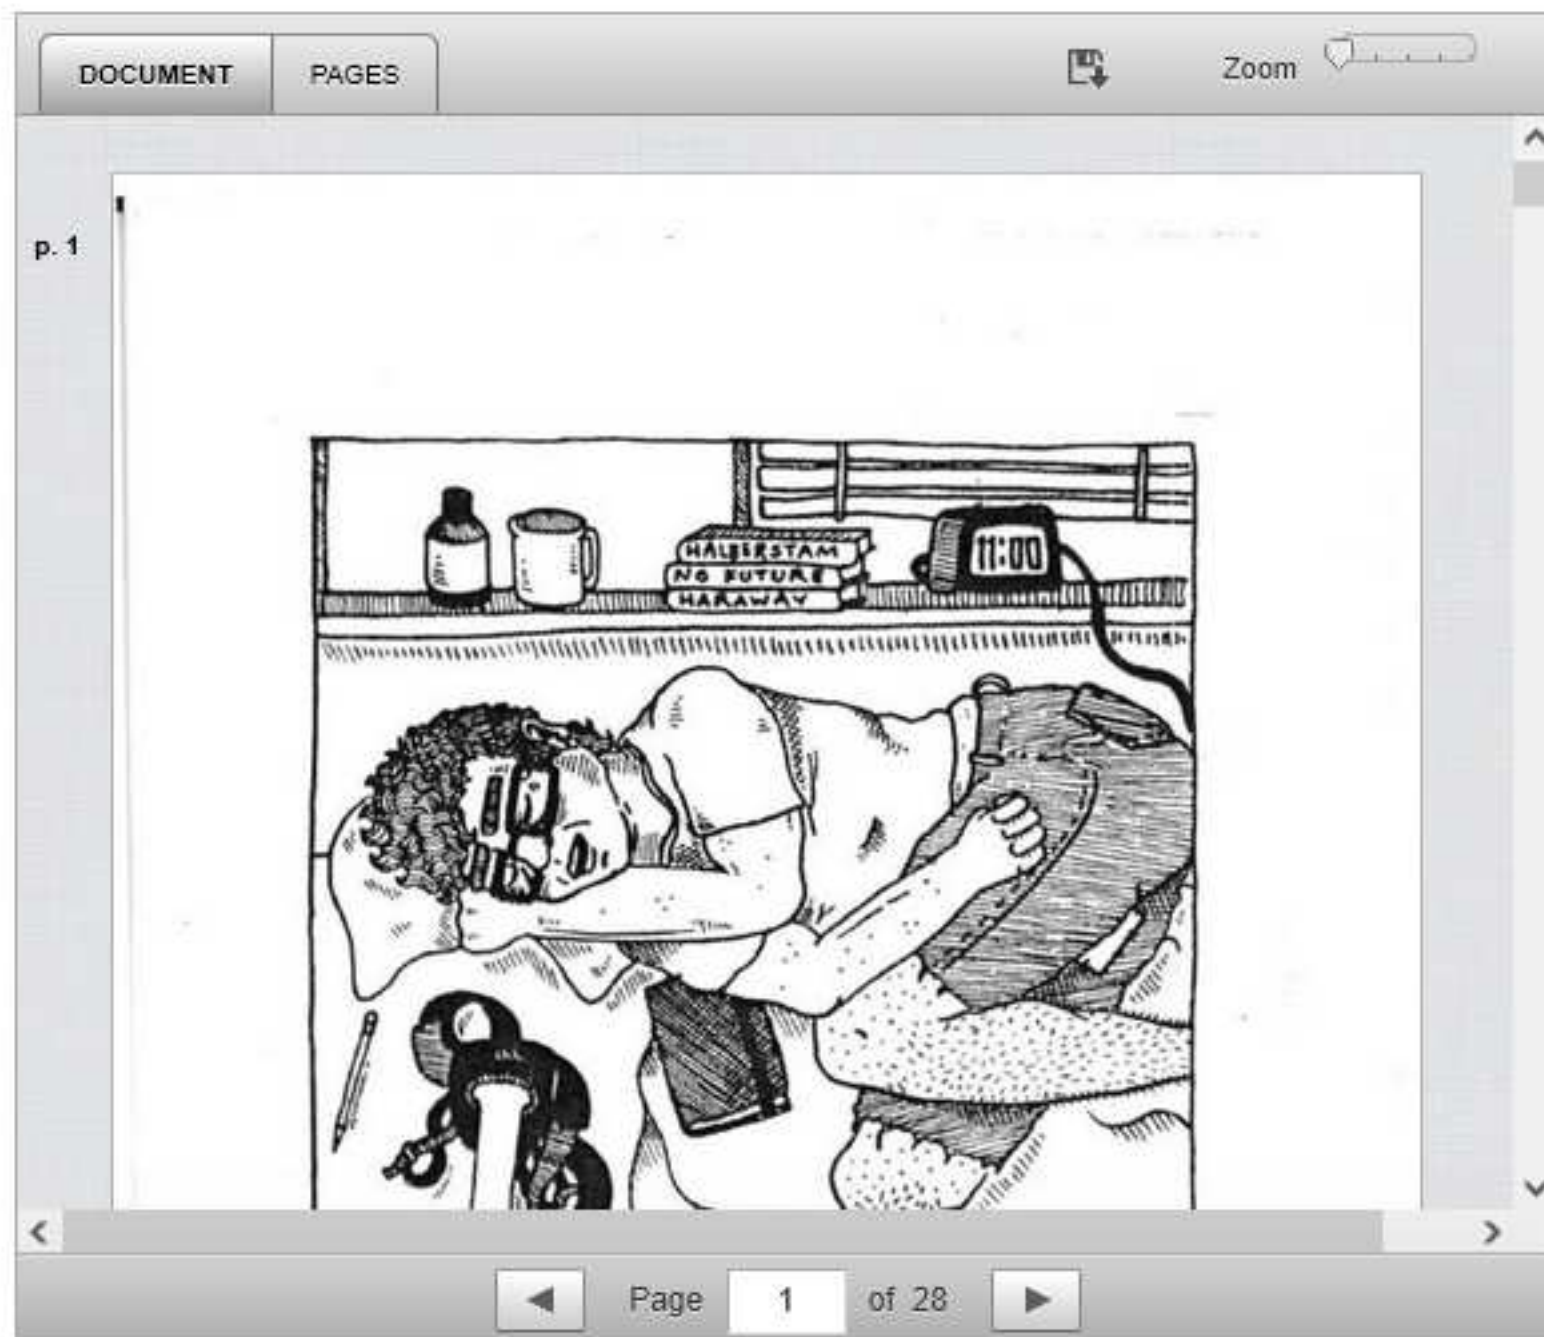 DOCUMENT PAGES Zoom
p. 1
HALBERSTAM
NO FUTURE
HARAWAY
11:00
Page 1 of 28